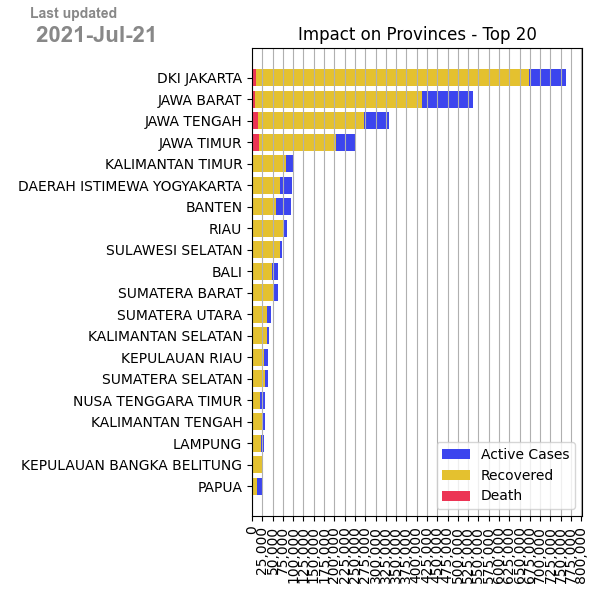 Last updated
2021-Jul-21
Impact on Provinces - Top 20
DKI JAKARTA
JAWA BARAT
JAWA TENGAH
JAWA TIMUR
KALIMANTAN TIMUR
DAERAH ISTIMEWA YOGYAKARTA
BANTEN
RIAU
SULAWESI SELATAN
BALI
SUMATERA BARAT
SUMATERA UTARA
KALIMANTAN SELATAN
KEPULAUAN RIAU
SUMATERA SELATAN
NUSA TENGGARA TIMUR
KALIMANTAN TENGAH
LAMPUNG
KEPULAUAN BANGKA BELITUNG
PAPUA
Active Cases
Recovered
Death
0
25,000
50,000
75,000
100,000
125,000
150,000
175,000
200,000
225,000
250,000
275,000
300,000
325,000
350,000
375,000
400,000
425,000
450,000
475,000
500,000
525,000
550,000
575,000
600,000
625,000
650,000
675,000
700,000
725,000
750,000
775,000
800,000